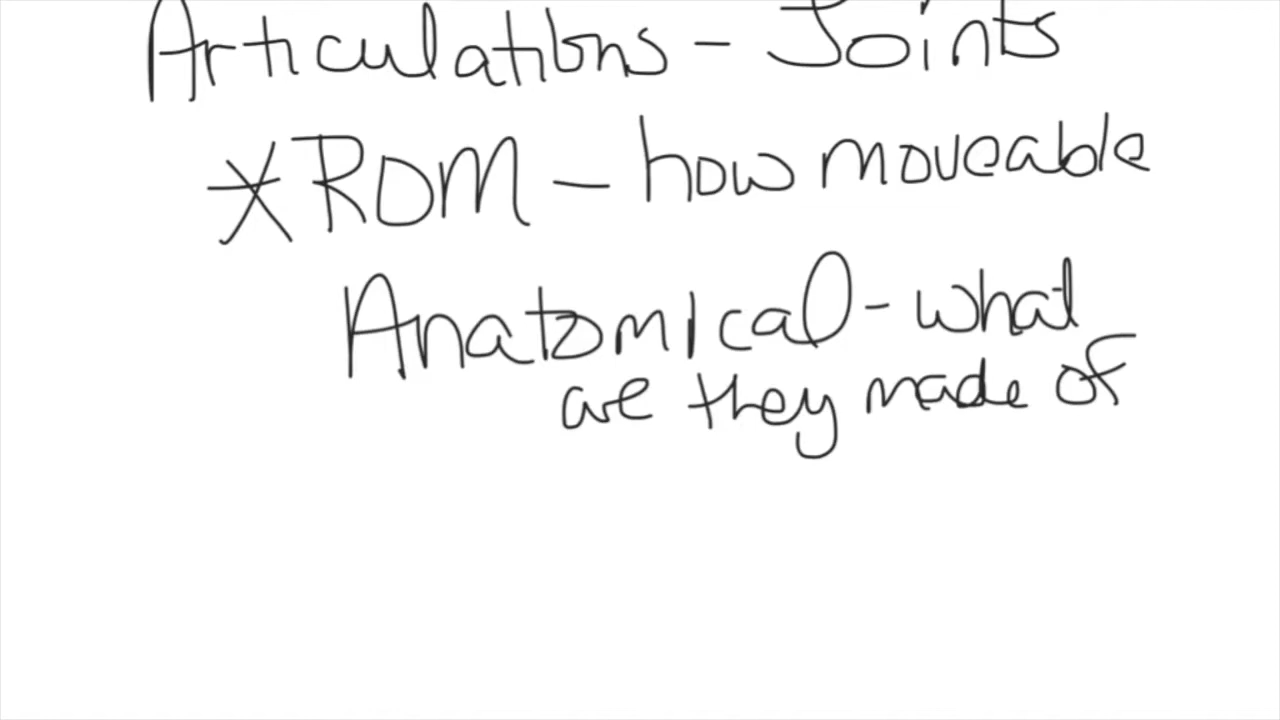 Articulations - Joints
* ROM - how moveable
Anatomical - what
are they made of